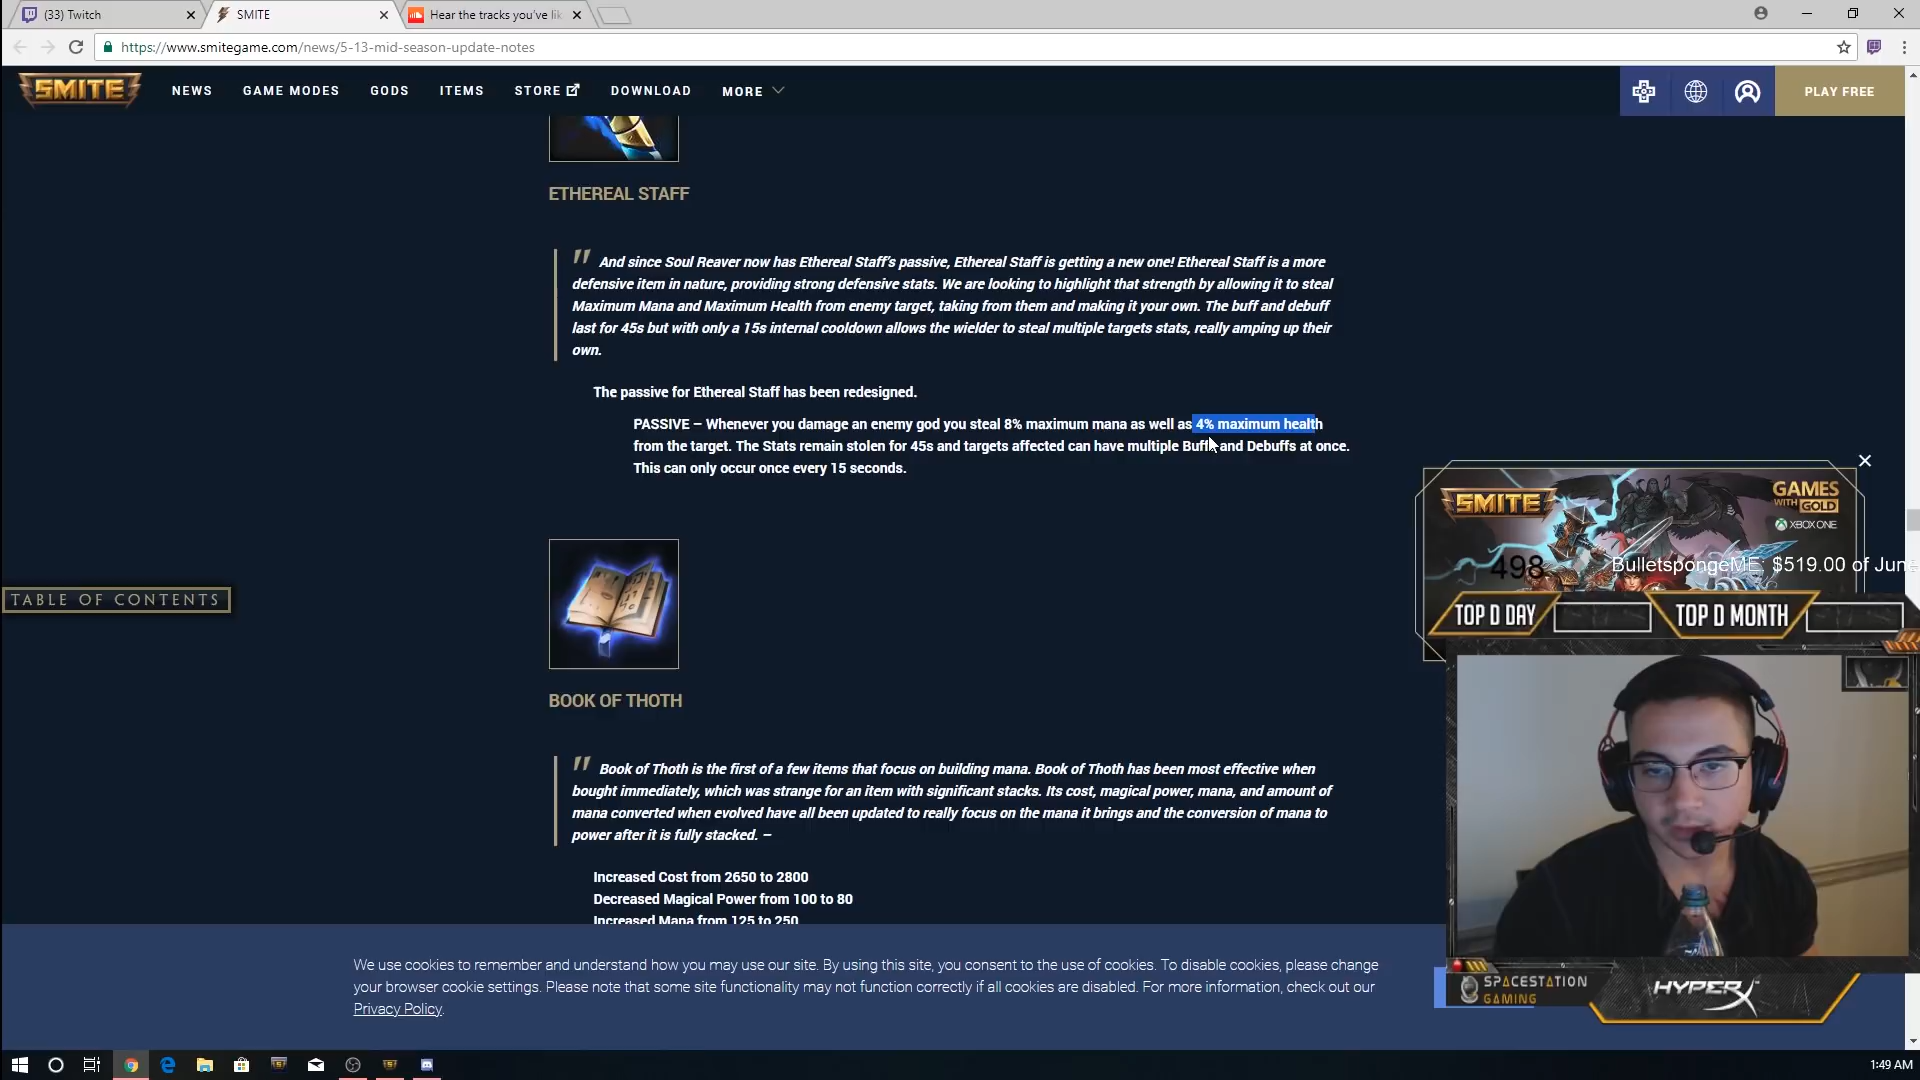 (33) Twitch
SMITE
Hear the tracks you've lik
https://www.smitegame.com/news/5-13-mid-season-update-notes
SMITE
NEWS
GAME MODES
GODS
ITEMS
STORE
DOWNLOAD
MORE
PLAY FREE
ETHEREAL STAFF
" And since Soul Reaver now has Ethereal Staff's passive, Ethereal Staff is getting a new one! Ethereal Staff is a more
defensive item in nature, providing strong defensive stats. We are looking to highlight that strength by allowing it to steal
Maximum Mana and Maximum Health from enemy target, taking from them and making it your own. The buff and debuff
last for 45s but with only a 15s internal cooldown allows the wielder to steal multiple targets stats, really amping up their
own.
The passive for Ethereal Staff has been redesigned.
PASSIVE – Whenever you damage an enemy god you steal 8% maximum mana as well as 4% maximum health
from the target. The Stats remain stolen for 45s and targets affected can have multiple Buffs and Debuffs at once.
This can only occur once every 15 seconds.
TABLE OF CONTENTS
BOOK OF THOTH
" Book of Thoth is the first of a few items that focus on building mana. Book of Thoth has been most effective when
bought immediately, which was strange for an item with significant stacks. Its cost, magical power, mana, and amount of
mana converted when evolved have all been updated to really focus on the mana it brings and the conversion of mana to
power after it is fully stacked. –
Increased Cost from 2650 to 2800
Decreased Magical Power from 100 to 80
Increased Mana from 125 to 250
SMITE
GAMES
WITH GOLD
XBOX ONE
498
BulletspongeME: $519.00 of June
TOP D DAY
TOP D MONTH
We use cookies to remember and understand how you may use our site. By using this site, you consent to the use of cookies. To disable cookies, please change
your browser cookie settings. Please note that some site functionality may not function correctly if all cookies are disabled. For more information, check out our
Privacy Policy.
SPACESTATION
GAMING
HYPERX
1:49 AM